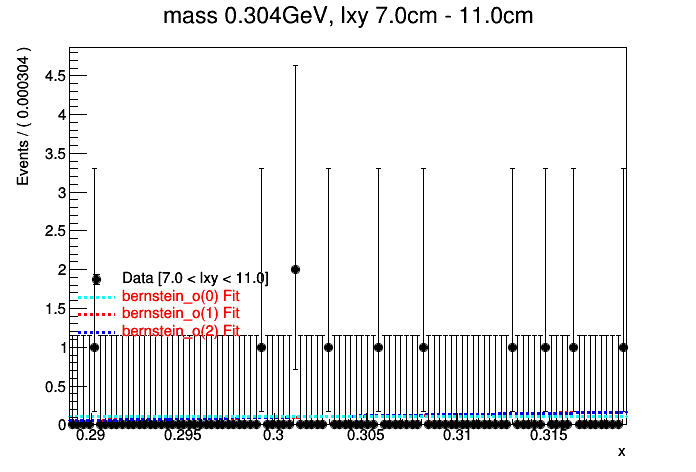 mass 0.304GeV, lxy 7.0cm - 11.0cm
Events / ( 0.000304 )
4.5
4
3.5
3
2.5
2
1.5
1
0.5
0
Data [7.0 < lxy < 11.0]
bernstein_o(0) Fit
bernstein_o(1) Fit
bernstein_o(2) Fit
0.29 0.295 0.3 0.305 0.31 0.315
x